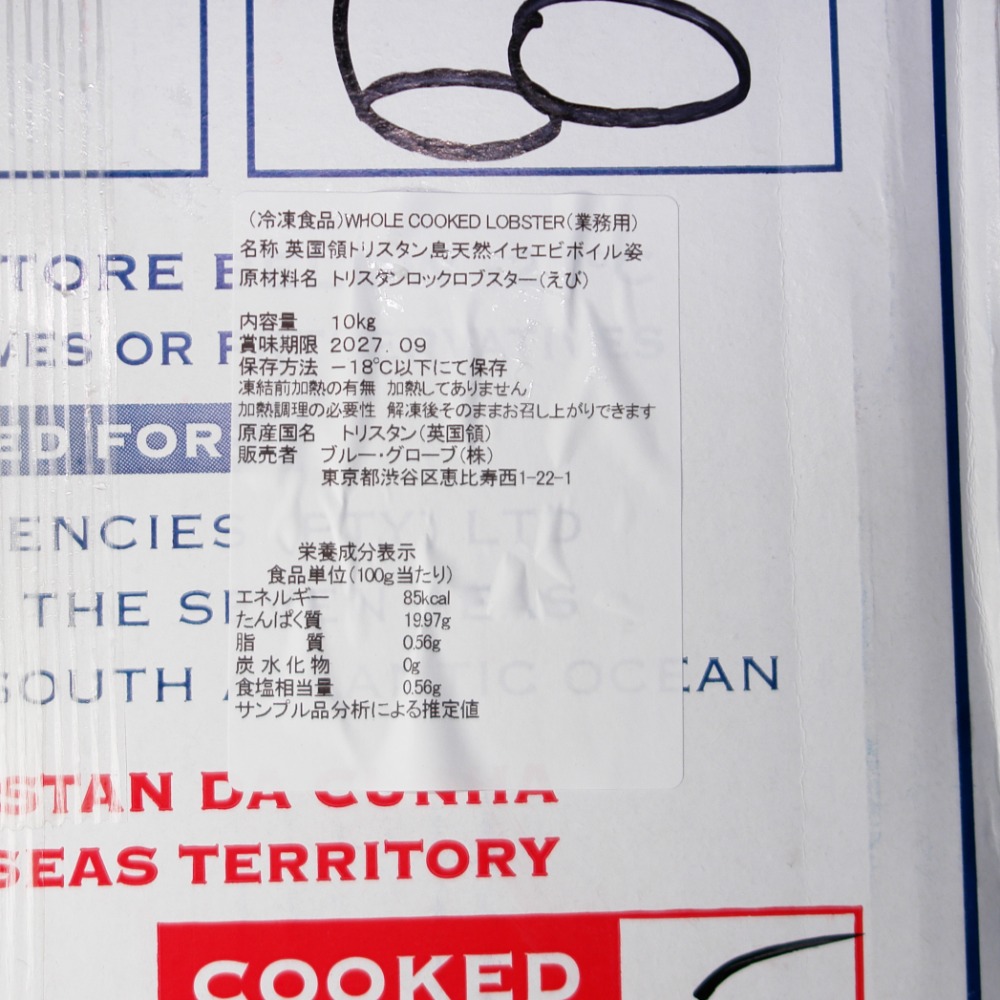 (冷凍食品)WHOLE COOKED LOBSTER(業務用)
名称 英国領トリスタン島天然イセエビボイル姿
原材料名 トリスタンロックロブスター(えび)
内容量 10kg
賞味期限 2027. 09
保存方法 －18℃以下にて保存
凍結前加熱の有無 加熱してありません
加熱調理の必要性 解凍後そのままお召し上がりできます
原産国名 トリスタン(英国領)
販売者 ブルー・グローブ(株)
東京都渋谷区恵比寿西1-22-1
栄養成分表示
食品単位(100g当たり)
エネルギー 85kcal
たんぱく質 19.97g
脂 質 0.56g
炭水化物 0g
食塩相当量 0.56g
サンプル品分析による推定値
TORE
VES OR
ED FOR
ENCIES (PTY) LTD
THE SEVEN SEAS
SOUTH ATLANTIC OCEAN
STAN DA CUNHA
SEAS TERRITORY
COOKED